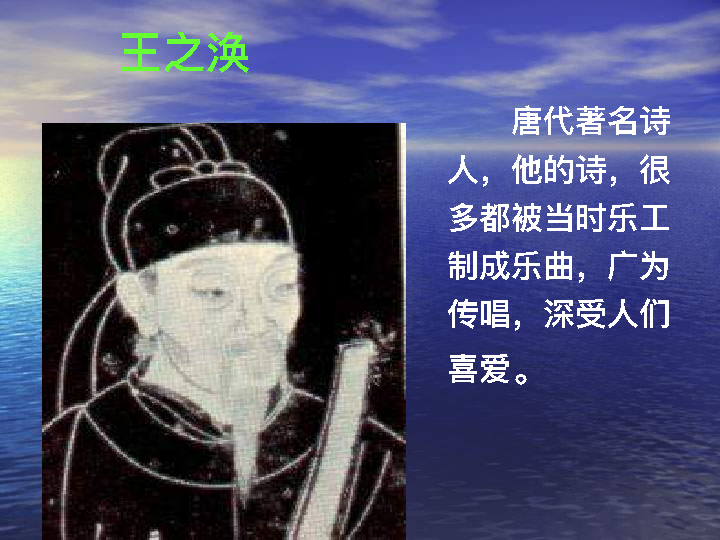 王之涣
唐代著名诗
人，他的诗，很
多都被当时乐工
制成乐曲，广为
传唱，深受人们
喜爱。